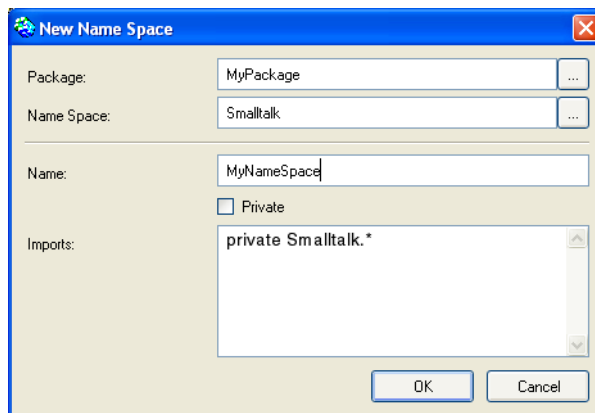 New Name Space
Package: MyPackage ...
Name Space: Smalltalk ...
Name: MyNameSpace
Private
Imports: private Smalltalk.*
OK Cancel